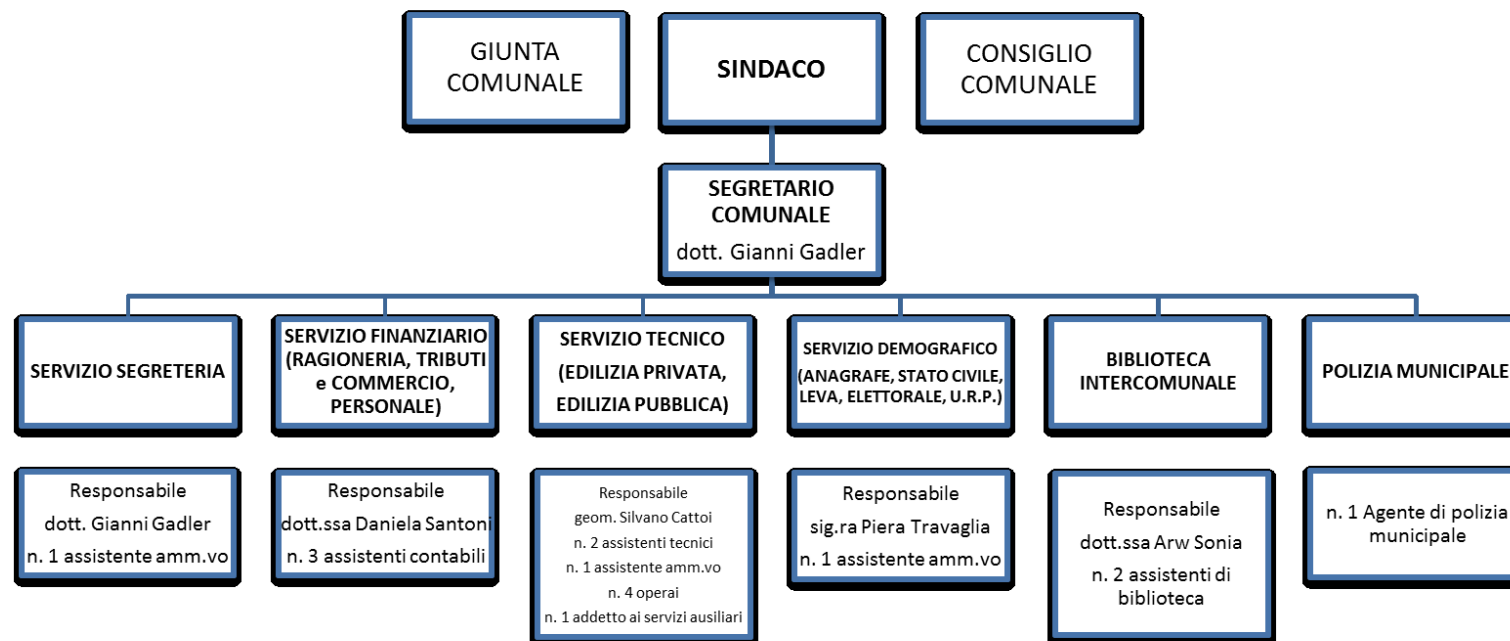 GIUNTA
COMUNALE
SINDACO
CONSIGLIO
COMUNALE
SEGRETARIO
COMUNALE
dott. Gianni Gadler
SERVIZIO SEGRETERIA
SERVIZIO FINANZIARIO
(RAGIONERIA, TRIBUTI
e COMMERCIO,
PERSONALE)
SERVIZIO TECNICO
(EDILIZIA PRIVATA,
EDILIZIA PUBBLICA)
SERVIZIO DEMOGRAFICO
(ANAGRAFE, STATO CIVILE,
LEVA, ELETTORALE, U.R.P.)
BIBLIOTECA
INTERCOMUNALE
POLIZIA MUNICIPALE
Responsabile
dott. Gianni Gadler
n. 1 assistente amm.vo
Responsabile
dott.ssa Daniela Santoni
n. 3 assistenti contabili
Responsabile
geom. Silvano Cattoi
n. 2 assistenti tecnici
n. 1 assistente amm.vo
n. 4 operai
n. 1 addetto ai servizi ausiliari
Responsabile
sig.ra Piera Travaglia
n. 1 assistente amm.vo
Responsabile
dott.ssa Arw Sonia
n. 2 assistenti di
biblioteca
n. 1 Agente di polizia
municipale